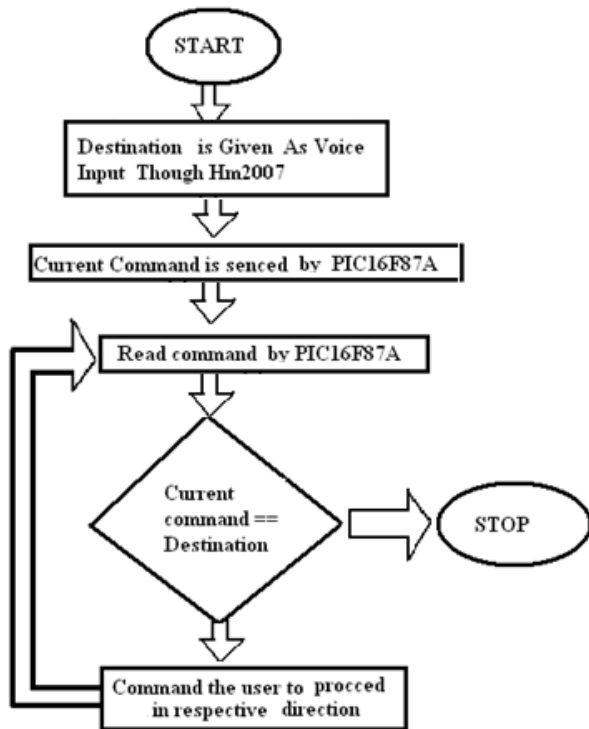 START
Destination is Given As Voice
Input Though Hm2007
Current Command is senced by PIC16F87A
Read command by PIC16F87A
Current
command ==
Destination
STOP
Command the user to procced
in respective direction